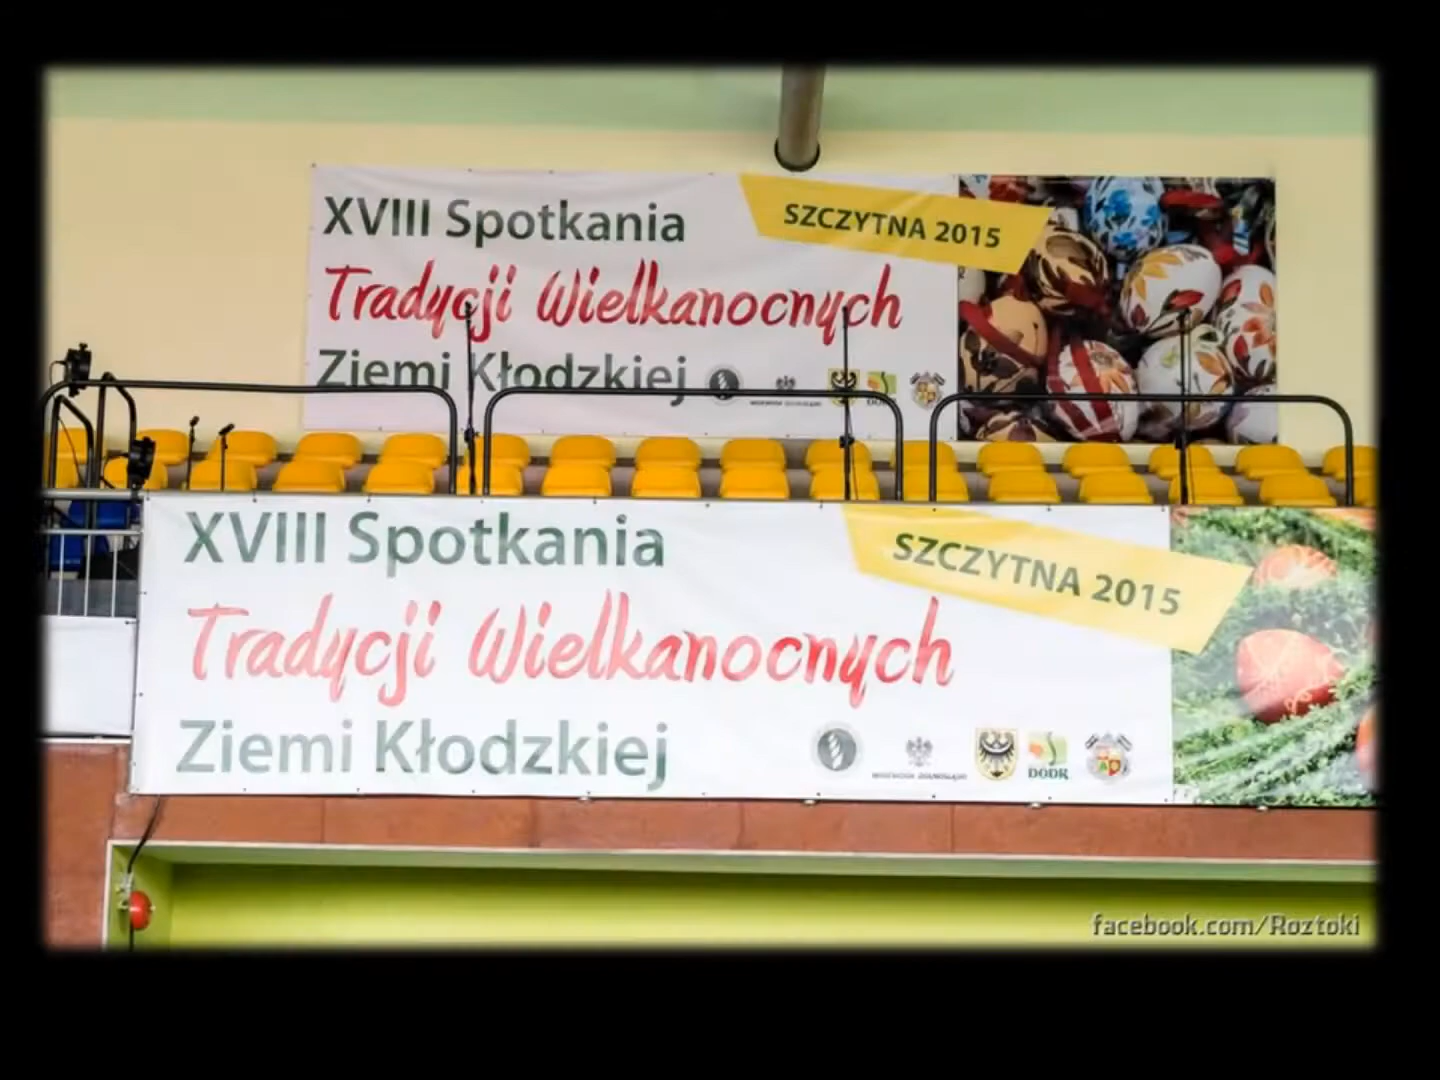 XVIII Spotkania
SZCZYTNA 2015
Tradycji Wielkanocnych
Ziemi Kłodzkiej
XVIII Spotkania
SZCZYTNA 2015
Tradycji Wielkanocnych
Ziemi Kłodzkiej
DODR
facebook.com/Roztoki